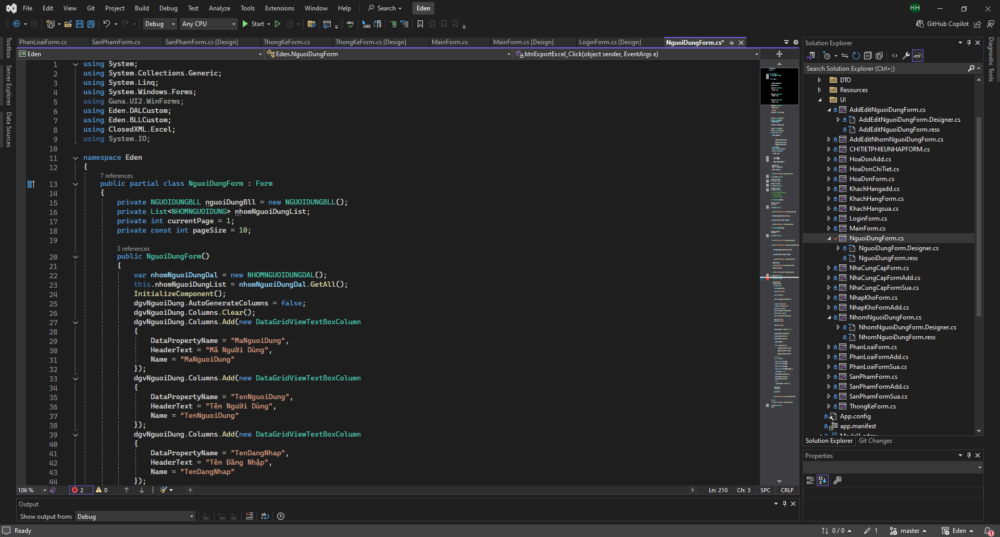 File Edit View Git Project Build Debug Test Analyze Tools Extensions Window Help Search Eden HH
Debug Any CPU Start GitHub Copilot
PhanLoaiForm.cs SanPhamForm.cs SanPhamForm.cs [Design] ThongKeForm.cs ThongKeForm.cs [Design] MainForm.cs MainForm.cs [Design] LoginForm.cs [Design] NguoiDungForm.cs*
Eden Eden.NguoiDungForm btnExportExcel_Click(object sender, EventArgs e)
Toolbox
Server Explorer
Data Sources
1 using System;
2 using System.Collections.Generic;
3 using System.Linq;
4 using System.Windows.Forms;
5 using Guna.UI2.WinForms;
6 using Eden.DALCustom;
7 using Eden.BLLCustom;
8 using ClosedXML.Excel;
9 using System.IO;
10
11 namespace Eden
12 {
7 references
13 public partial class NguoiDungForm : Form
14 {
15 private NGUOIDUNGBLL nguoiDungBll = new NGUOIDUNGBLL();
16 private List<NHOMNGUOIDUNG> nhomNguoiDungList;
17 private int currentPage = 1;
18 private const int pageSize = 10;
19
3 references
20 public NguoiDungForm()
21 {
22 var nhomNguoiDungDal = new NHOMNGUOIDUNGDAL();
23 this.nhomNguoiDungList = nhomNguoiDungDal.GetAll();
24 InitializeComponent();
25 dgvNguoiDung.AutoGenerateColumns = false;
26 dgvNguoiDung.Columns.Clear();
27 dgvNguoiDung.Columns.Add(new DataGridViewTextBoxColumn
28 {
29 DataPropertyName = "MaNguoiDung",
30 HeaderText = "Mã Người Dùng",
31 Name = "MaNguoiDung"
32 });
33 dgvNguoiDung.Columns.Add(new DataGridViewTextBoxColumn
34 {
35 DataPropertyName = "TenNguoiDung",
36 HeaderText = "Tên Người Dùng",
37 Name = "TenNguoiDung"
38 });
39 dgvNguoiDung.Columns.Add(new DataGridViewTextBoxColumn
40 {
41 DataPropertyName = "TenDangNhap",
42 HeaderText = "Tên Đăng Nhập",
43 Name = "TenDangNhap"
44 });
106 % 2 0 Ln: 210 Ch: 3 SPC CRLF
Output
Show output from: Debug
Solution Explorer
Search Solution Explorer (Ctrl+;)
DTO
Resources
UI
AddEditNguoiDungForm.cs
AddEditNguoiDungForm.Designer.cs
AddEditNguoiDungForm.resx
AddEditNhomNguoiDungForm.cs
CHITIETPHIEUNHAPFORM.cs
HoaDonAdd.cs
HoaDonChiTiet.cs
HoaDonForm.cs
KhachHangadd.cs
KhachHangForm.cs
KhachHangsua.cs
LoginForm.cs
MainForm.cs
NguoiDungForm.cs
NguoiDungForm.Designer.cs
NguoiDungForm.resx
NhaCungCapForm.cs
NhaCungCapFormAdd.cs
NhaCungCapFormSua.cs
NhapKhoForm.cs
NhapKhoFormAdd.cs
NhomNguoiDungForm.cs
NhomNguoiDungForm.Designer.cs
NhomNguoiDungForm.resx
PhanLoaiForm.cs
PhanLoaiFormAdd.cs
PhanLoaiFormSua.cs
SanPhamForm.cs
SanPhamFormAdd.cs
SanPhamFormSua.cs
ThongKeForm.cs
App.config
app.manifest
Solution Explorer Git Changes
Properties
Diagnostic Tools
Ready 0 / 0 1 master Eden 1